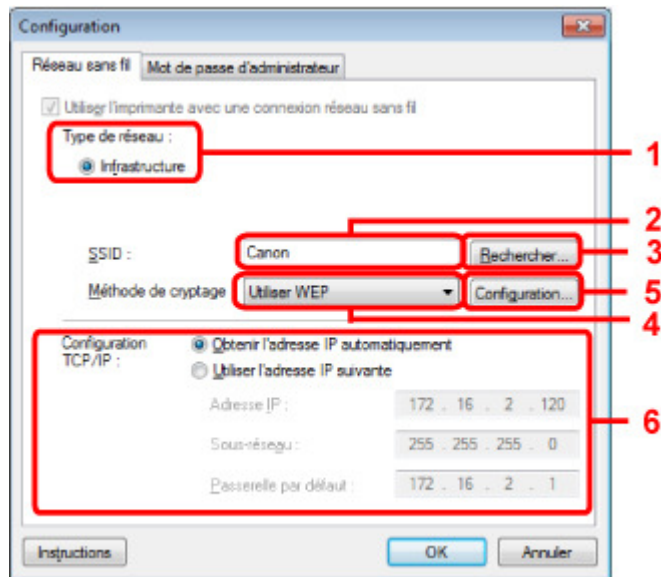 Configuration
Réseau sans fil Mot de passe d'administrateur
Utiliser l'imprimante avec une connexion réseau sans fil
Type de réseau :
Infrastructure
1
2
SSID : Canon Rechercher... 3
Méthode de cryptage Utiliser WEP Configuration... 5
4
Configuration TCP/IP : Obtenir l'adresse IP automatiquement
Utiliser l'adresse IP suivante
Adresse IP : 172 . 16 . 2 . 120
6
Sous-réseau : 255 . 255 . 255 . 0
Passerelle par défaut : 172 . 16 . 2 . 1
Instructions OK Annuler